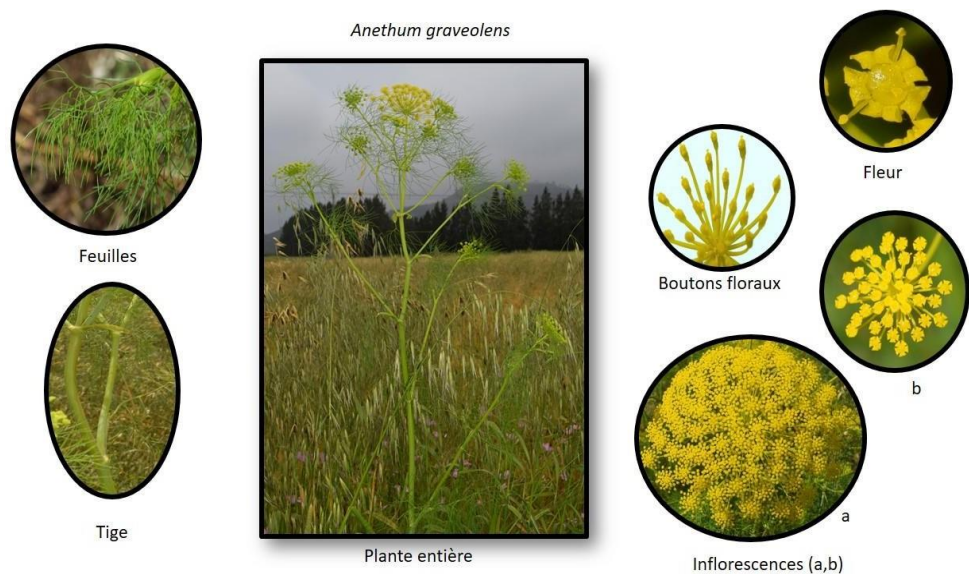 Anethum graveolens
Feuilles
Tige
Plante entière
Fleur
Boutons floraux
b
a
Inflorescences (a,b)